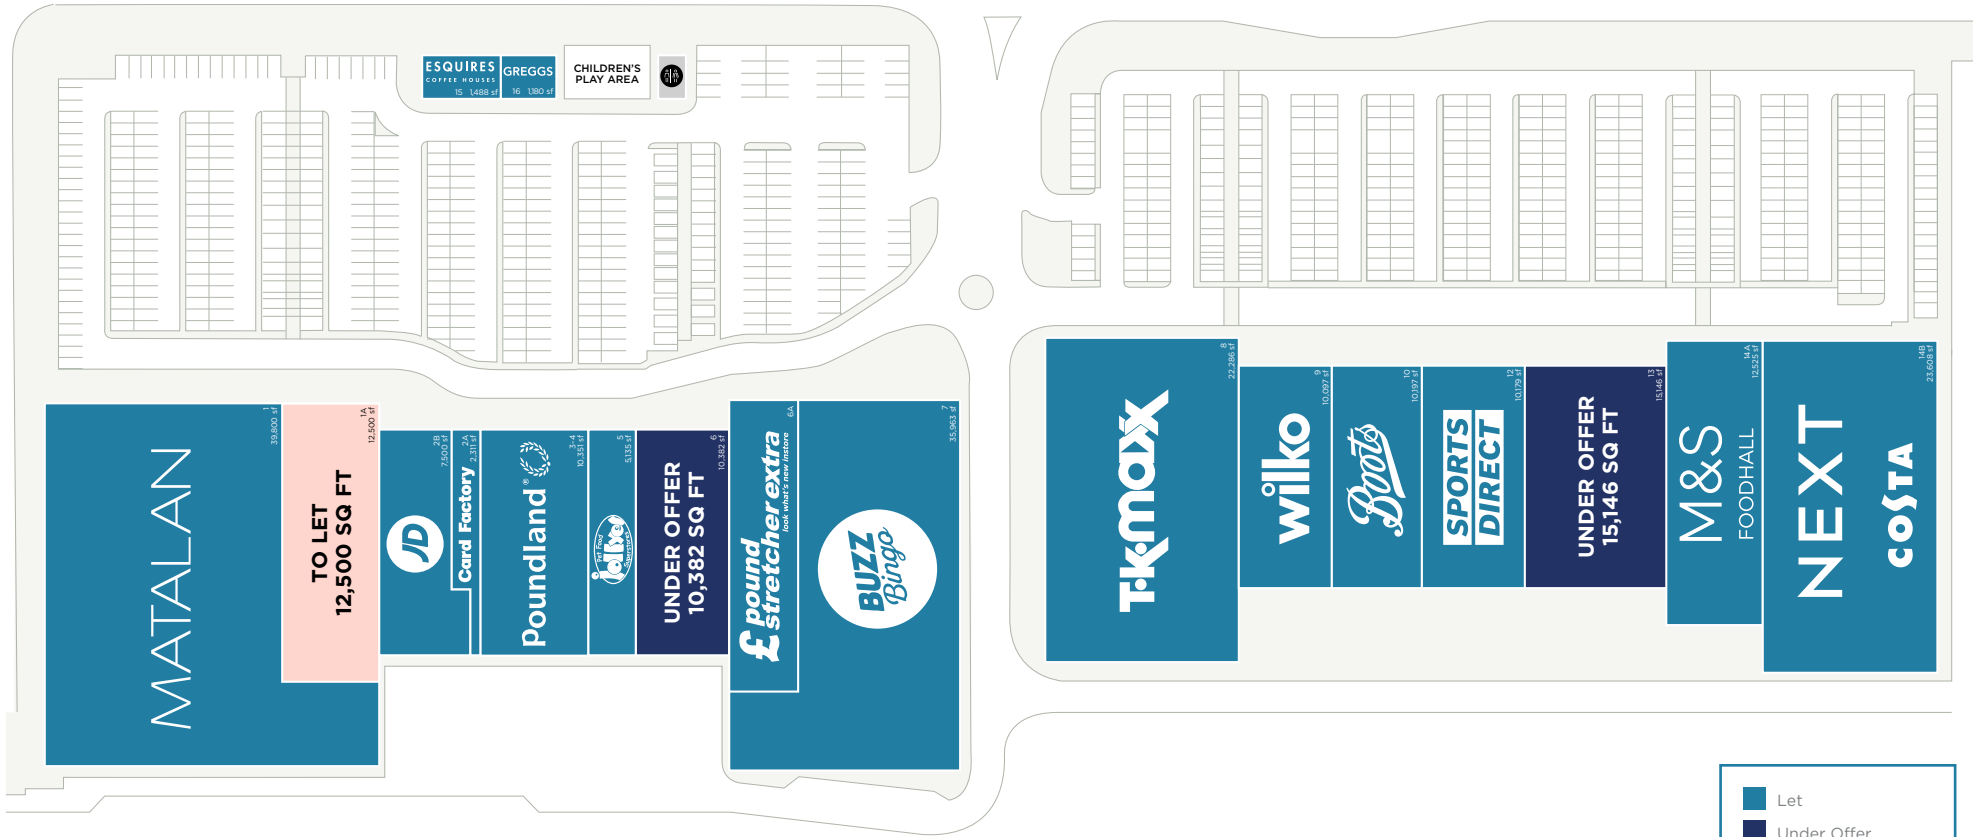 ESQUIRES
COFFEE HOUSES
15 1,488 sf
GREGGS
16 1,180 sf
CHILDREN'S
PLAY AREA
MATALAN
1
39,800 sf
TO LET
12,500 SQ FT
1A
12,500 sf
JD
2B
7,500 sf
Card Factory
2A
2,311 sf
Poundland®
3-4
10,351 sf
Pet Food
jollyes
Superstores
5
5,135 sf
UNDER OFFER
10,382 SQ FT
6
10,382 sf
£ pound
stretcher extra
look what's new instore
6A
BUZZ
Bingo
7
35,963 sf
T·K·maxx
8
22,286 sf
wilko
9
10,097 sf
Boots
10
10,197 sf
SPORTS
DIRECT
12
10,179 sf
UNDER OFFER
15,146 SQ FT
13
15,146 sf
M&S
FOODHALL
14A
12,525 sf
NEXT
COSTA
14B
23,608 sf
Let
Under Offer